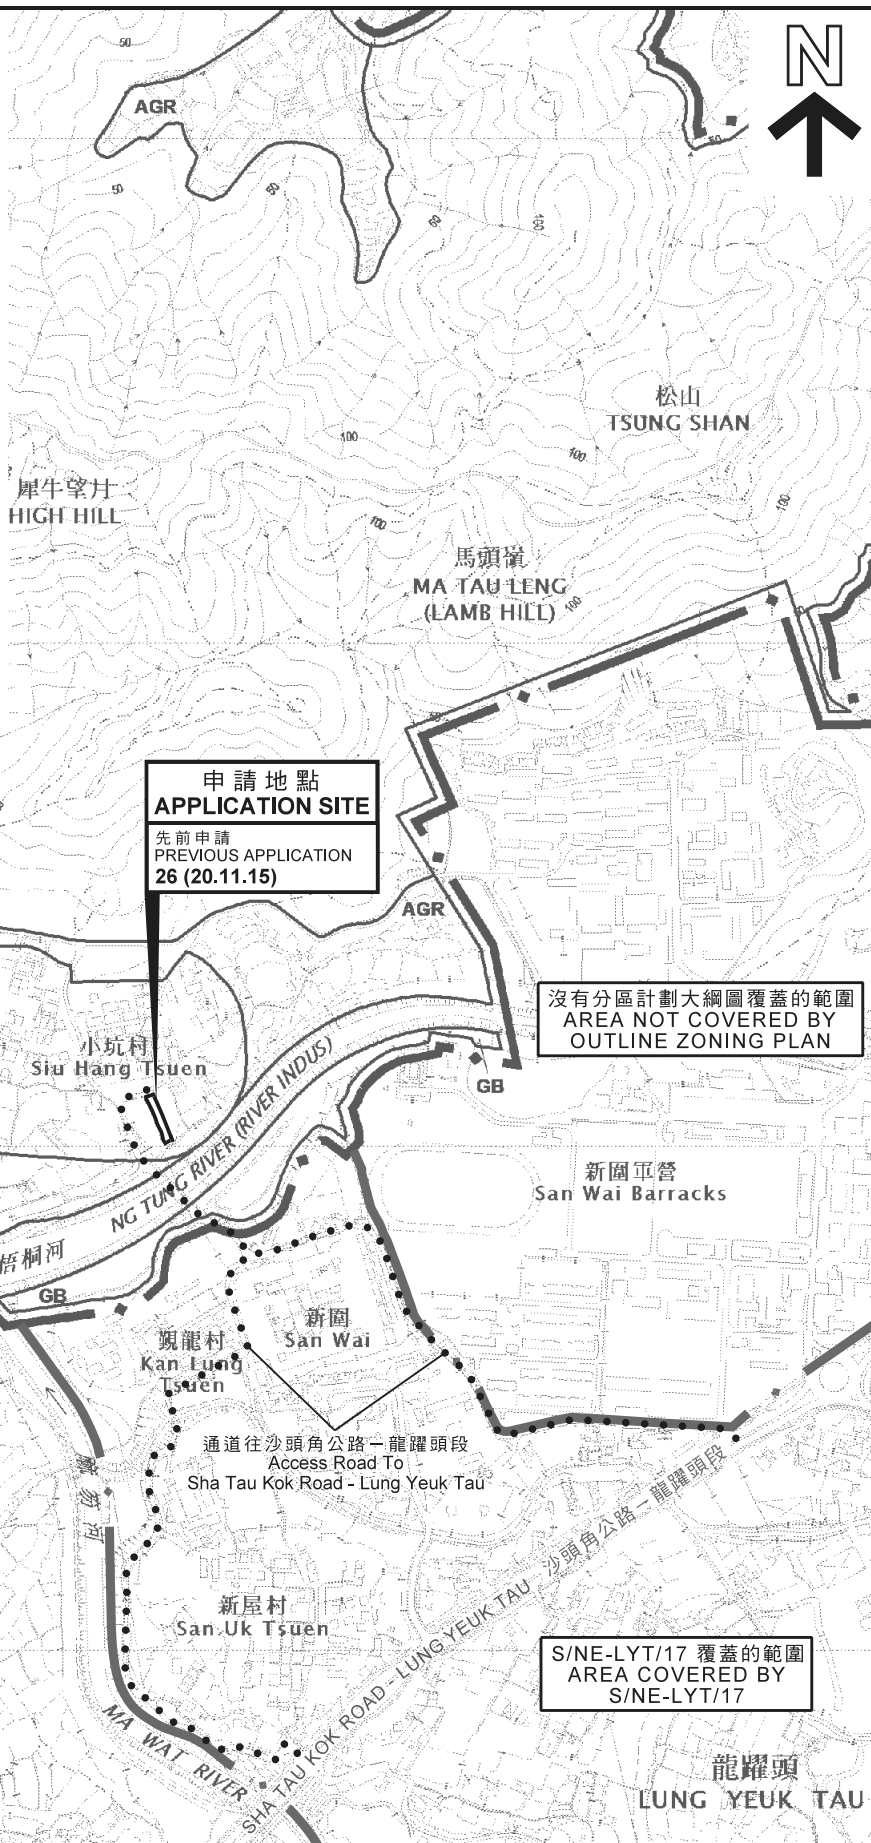 50
N
AGR
50
50
50
60
100
松山
TSUNG SHAN
100
100
犀牛望月
HIGH HILL
100
100
馬頭嶺
MA TAU LENG
(LAMB HILL)
100
50
申請地點
APPLICATION SITE
先前申請
PREVIOUS APPLICATION
26 (20.11.15)
AGR
沒有分區計劃大綱圖覆蓋的範圍
AREA NOT COVERED BY
OUTLINE ZONING PLAN
小坑村
Siu Hang Tsuen
GB
NG TUNG RIVER (RIVER INDUS)
梧桐河
新圍軍營
San Wai Barracks
GB
新圍
San Wai
覲龍村
Kan Lung
Tsuen
通道往沙頭角公路－龍躍頭段
Access Road To
Sha Tau Kok Road - Lung Yeuk Tau
沙頭角公路－龍躍頭段
SHA TAU KOK ROAD - LUNG YEUK TAU
新屋村
San Uk Tsuen
S/NE-LYT/17 覆蓋的範圍
AREA COVERED BY
S/NE-LYT/17
MA WAT RIVER
龍躍頭
LUNG YEUK TAU